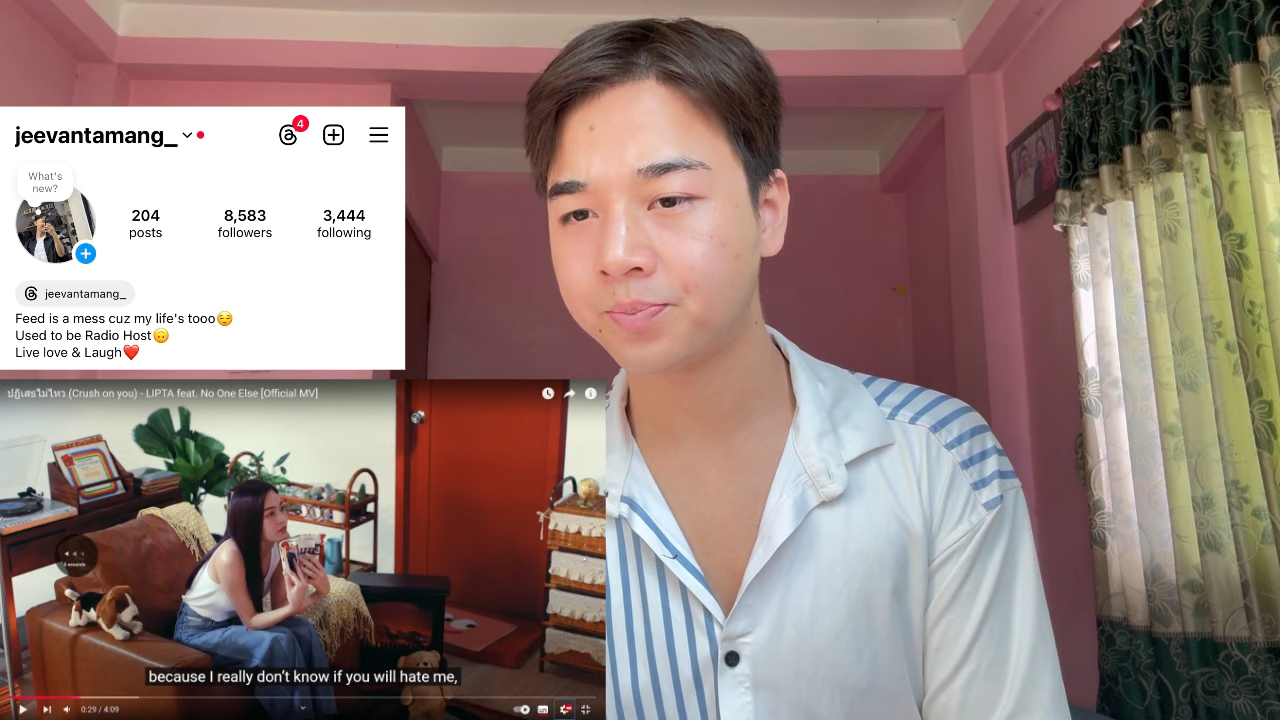 jeevantamang_
4
What's
new?
204
posts
8,583
followers
3,444
following
jeevantamang_
Feed is a mess cuz my life's tooo😌
Used to be Radio Host🙃
Live love & Laugh❤️
ปฏิเสธไม่ไหว (Crush on you) - LIPTA feat. No One Else [Official MV]
5 seconds
because I really don't know if you will hate me,
0:29 / 4:09